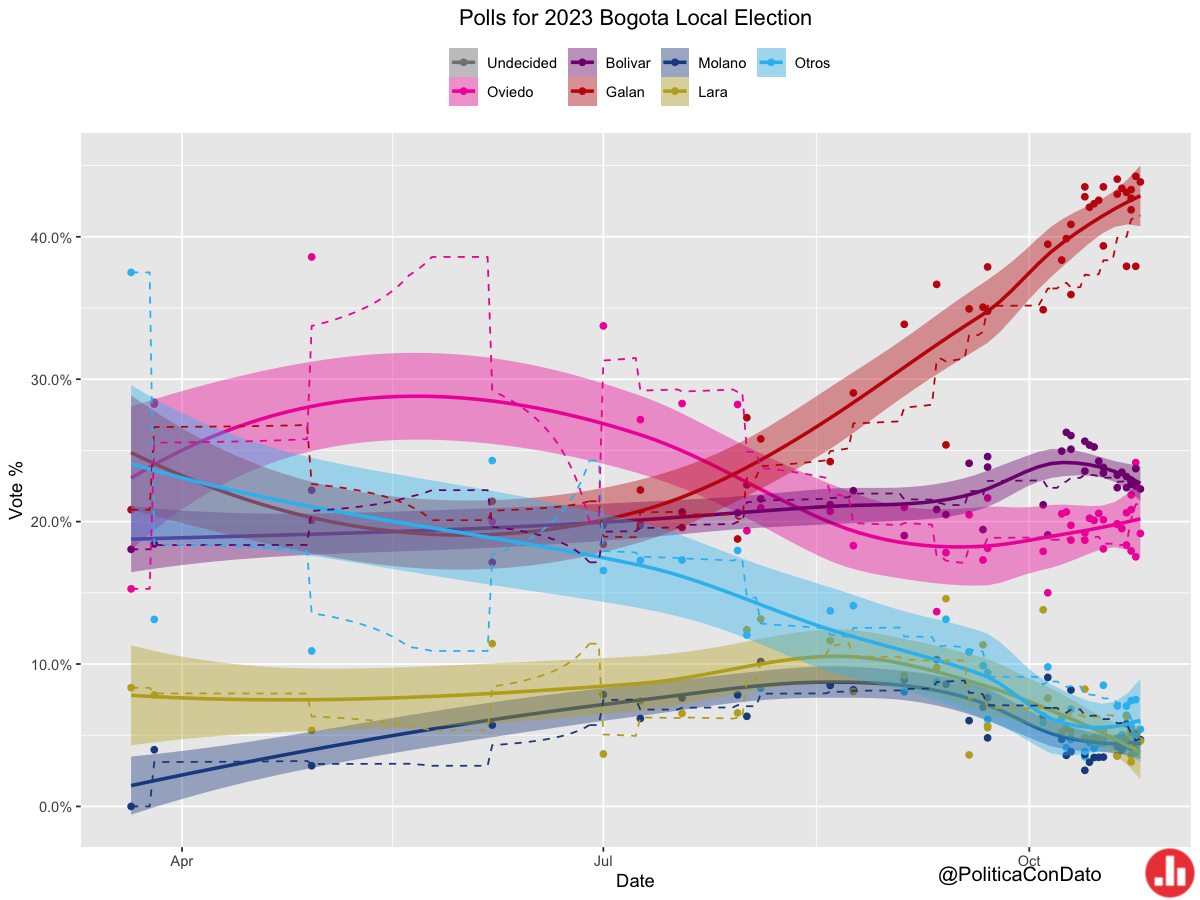 Polls for 2023 Bogota Local Election
Undecided Bolivar Molano Otros
Oviedo Galan Lara
Vote %
40.0%
30.0%
20.0%
10.0%
0.0%
Apr Jul Oct
Date
@PoliticaConDato